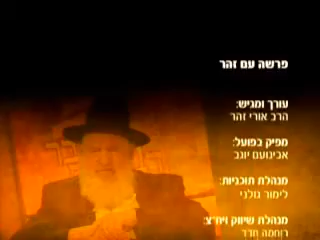 פרשה עם זהר
עורך ומגיש:
הרב אורי זהר
מפיק בפועל:
אבינועם יוגב
מנהלת תוכניות:
לימור גולני
מנהלת שיווק ויח״צ:
רוחמה חדד